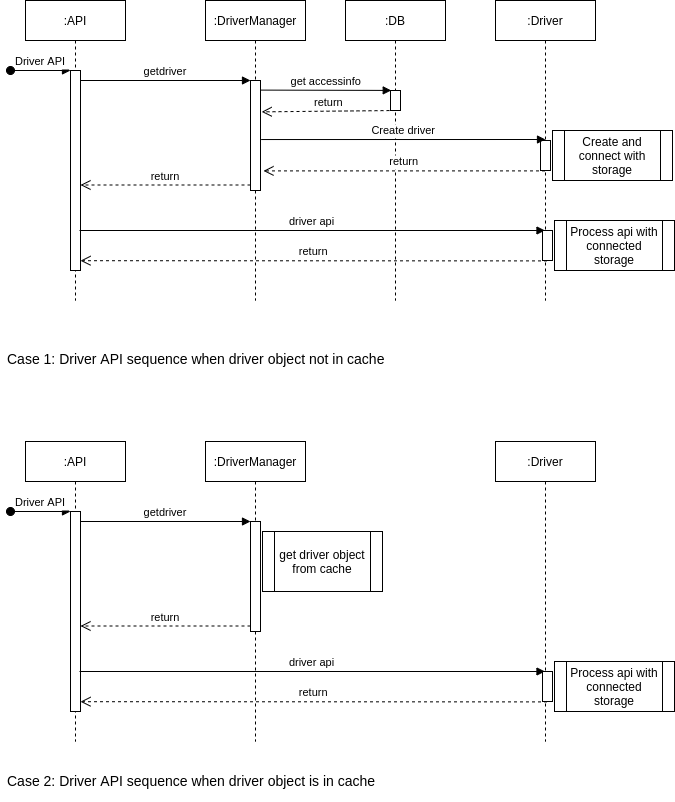 :API
:DriverManager
:DB
:Driver
Driver API
getdriver
get accessinfo
return
Create driver
Create and
connect with
storage
return
return
driver api
Process api with
connected
storage
return
Case 1: Driver API sequence when driver object not in cache
:API
:DriverManager
:Driver
Driver API
getdriver
get driver object
from cache
return
driver api
Process api with
connected
storage
return
Case 2: Driver API sequence when driver object is in cache